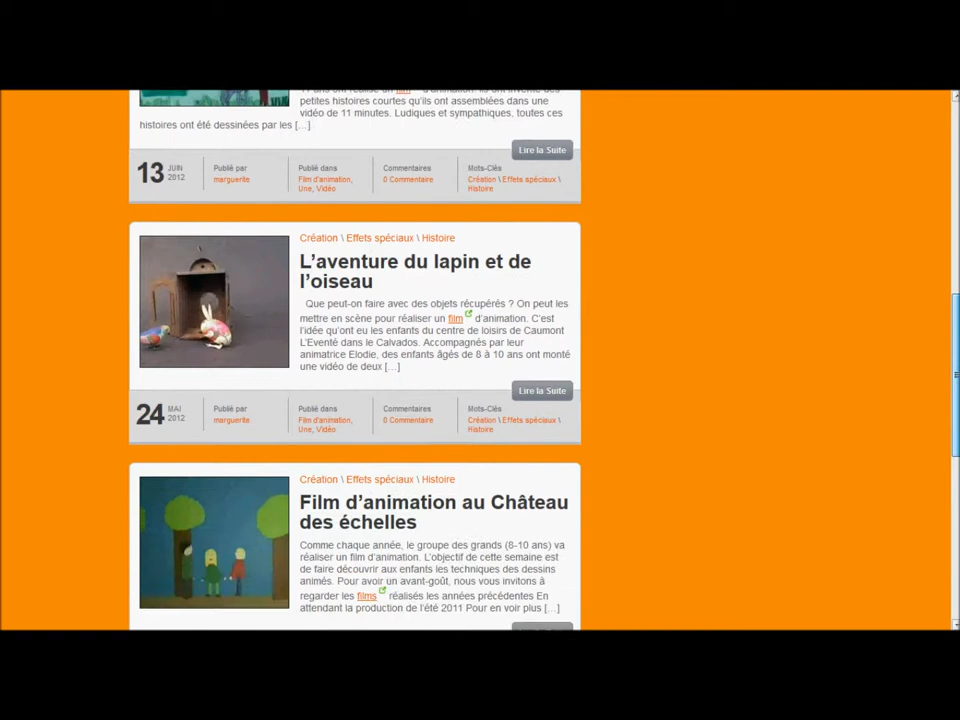 petites histoires courtes qu'ils ont assemblées dans une
vidéo de 11 minutes. Ludiques et sympathiques, toutes ces
histoires ont été dessinées par les […]
Lire la Suite
13 JUIN 2012
Publié par
marguerite
Publié dans
Film d'animation,
Une, Vidéo
Commentaires
0 Commentaire
Mots-Clés
Création \ Effets spéciaux \
Histoire
Création \ Effets spéciaux \ Histoire
L'aventure du lapin et de
l'oiseau
Que peut-on faire avec des objets récupérés ? On peut les
mettre en scène pour réaliser un film d'animation. C'est
l'idée qu'ont eu les enfants du centre de loisirs de Caumont
L'Eventé dans le Calvados. Accompagnés par leur
animatrice Elodie, des enfants âgés de 8 à 10 ans ont monté
une vidéo de deux […]
Lire la Suite
24 MAI 2012
Publié par
marguerite
Publié dans
Film d'animation,
Une, Vidéo
Commentaires
0 Commentaire
Mots-Clés
Création \ Effets spéciaux \
Histoire
Création \ Effets spéciaux \ Histoire
Film d'animation au Château
des échelles
Comme chaque année, le groupe des grands (8-10 ans) va
réaliser un film d'animation. L'objectif de cette semaine est
de faire découvrir aux enfants les techniques des dessins
animés. Pour avoir un avant-goût, nous vous invitons à
regarder les films réalisés les années précédentes En
attendant la production de l'été 2011 Pour en voir plus […]